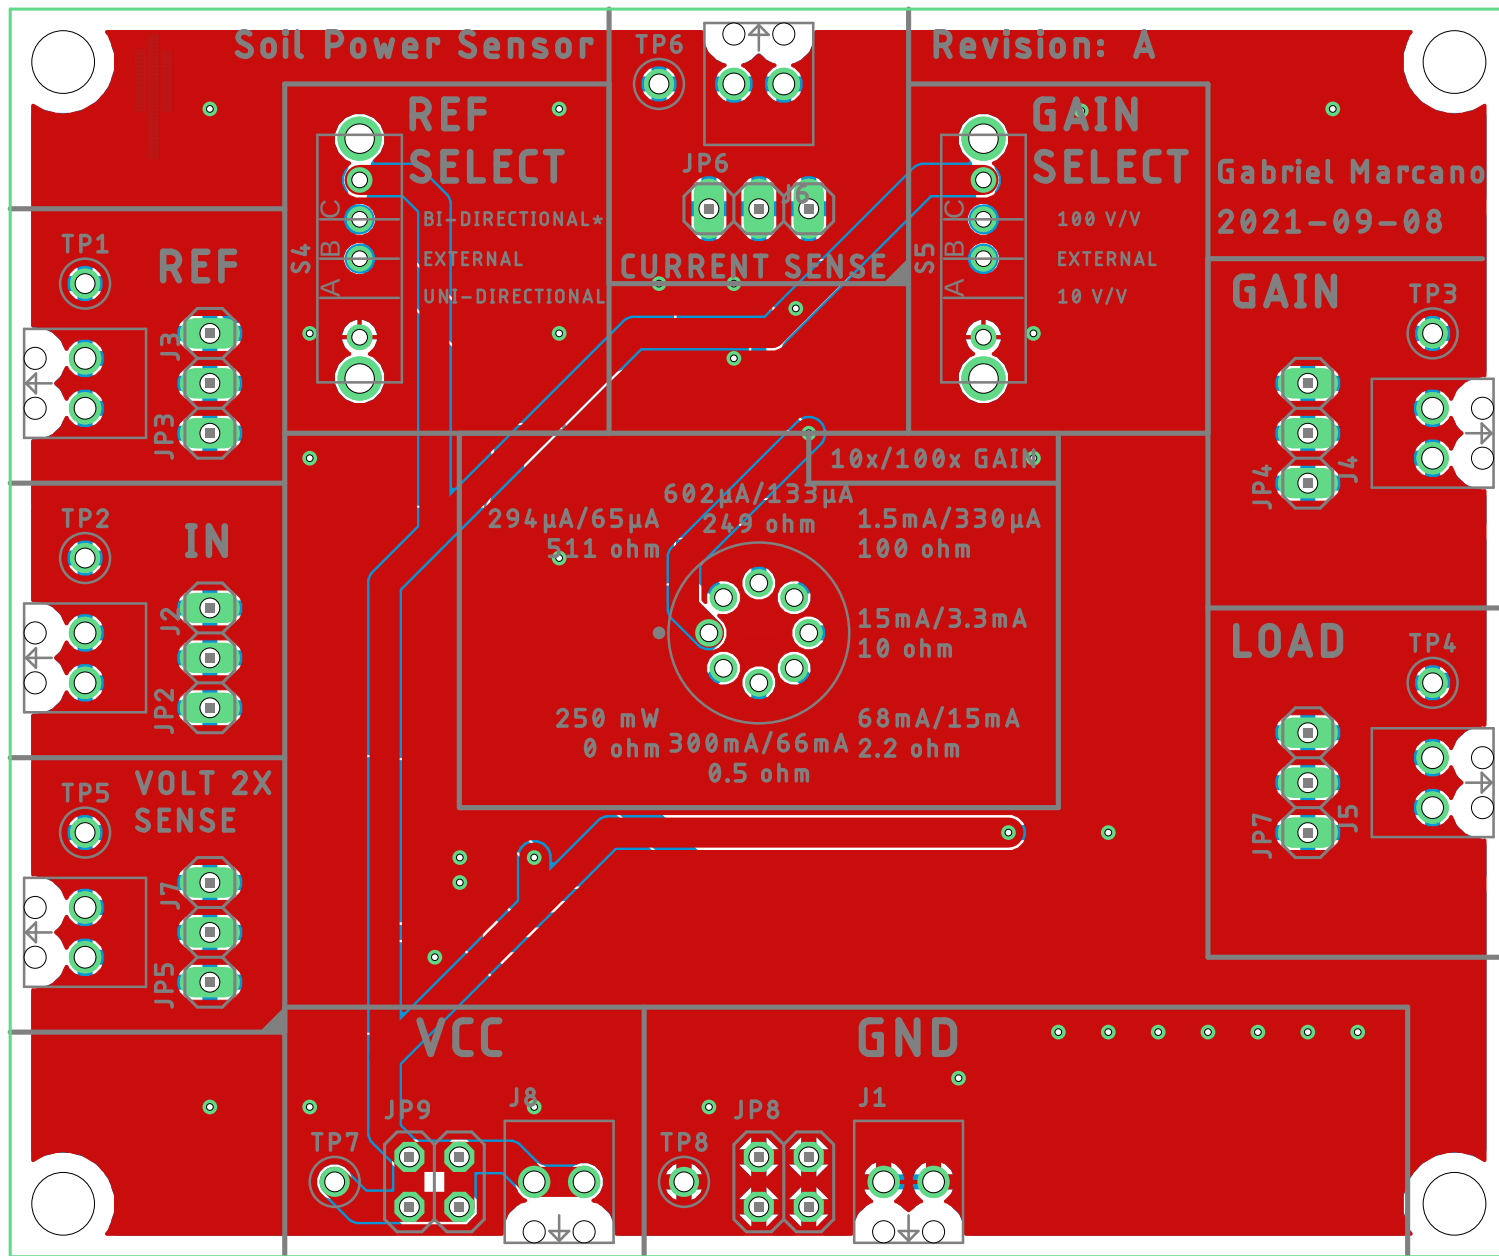 Soil Power Sensor
TP6
Revision: A
REF
SELECT
GAIN
SELECT
JP6
J6
Gabriel Marcano
2021-09-08
C
B
A
S4
BI-DIRECTIONAL*
EXTERNAL
UNI-DIRECTIONAL
CURRENT SENSE
C
B
A
S5
100 V/V
EXTERNAL
10 V/V
TP1
REF
J3
JP3
GAIN
TP3
JP4
J4
10x/100x GAIN
602µA/133µA
249 ohm
294µA/65µA
511 ohm
1.5mA/330µA
100 ohm
TP2
IN
J2
JP2
15mA/3.3mA
10 ohm
LOAD
TP4
250 mW
0 ohm
300mA/66mA
0.5 ohm
68mA/15mA
2.2 ohm
JP7
J5
TP5
VOLT 2X
SENSE
J7
JP5
VCC
GND
JP9
J8
TP7
JP8
J1
TP8